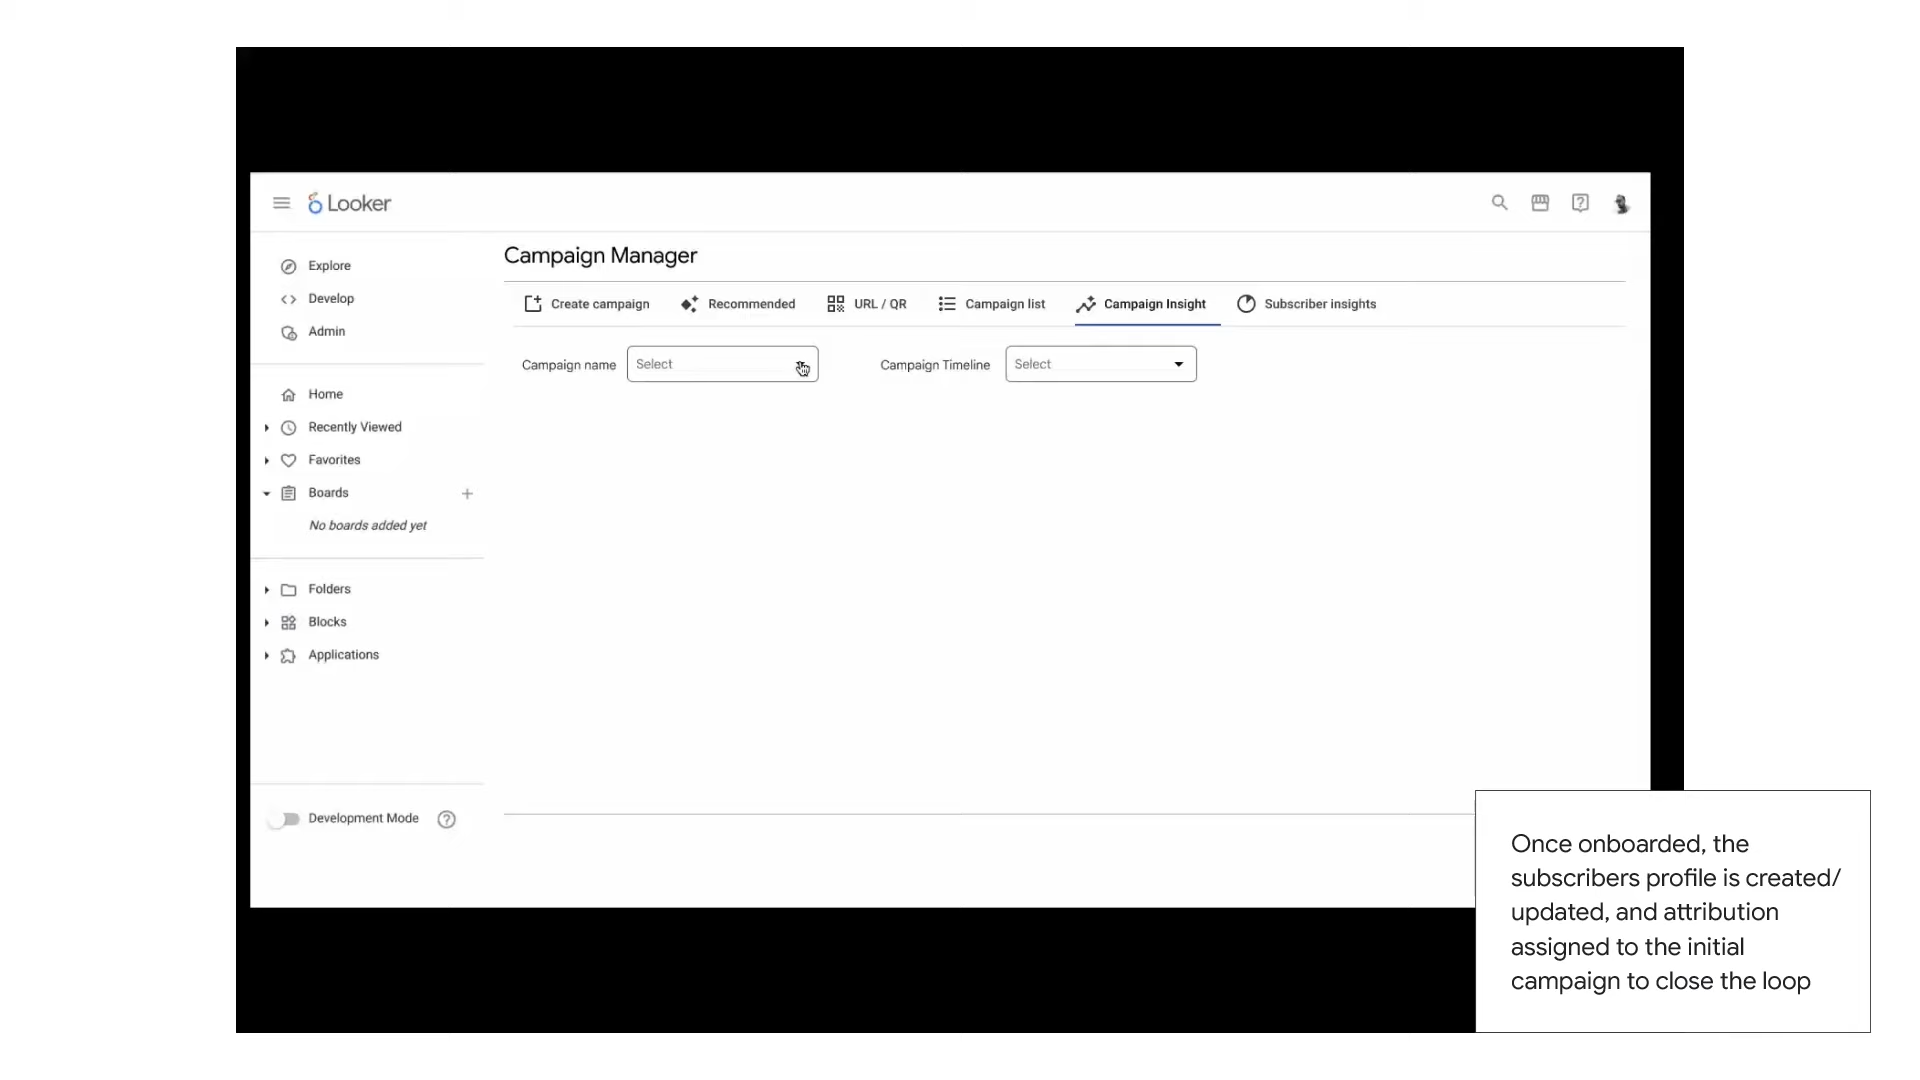 Looker
Explore
Develop
Admin
Home
Recently Viewed
Favorites
Boards
No boards added yet
Folders
Blocks
Applications
Development Mode
Campaign Manager
Create campaign
Recommended
URL / QR
Campaign list
Campaign Insight
Subscriber insights
Campaign name
Select
Campaign Timeline
Select
Once onboarded, the
subscribers profile is created/
updated, and attribution
assigned to the initial
campaign to close the loop